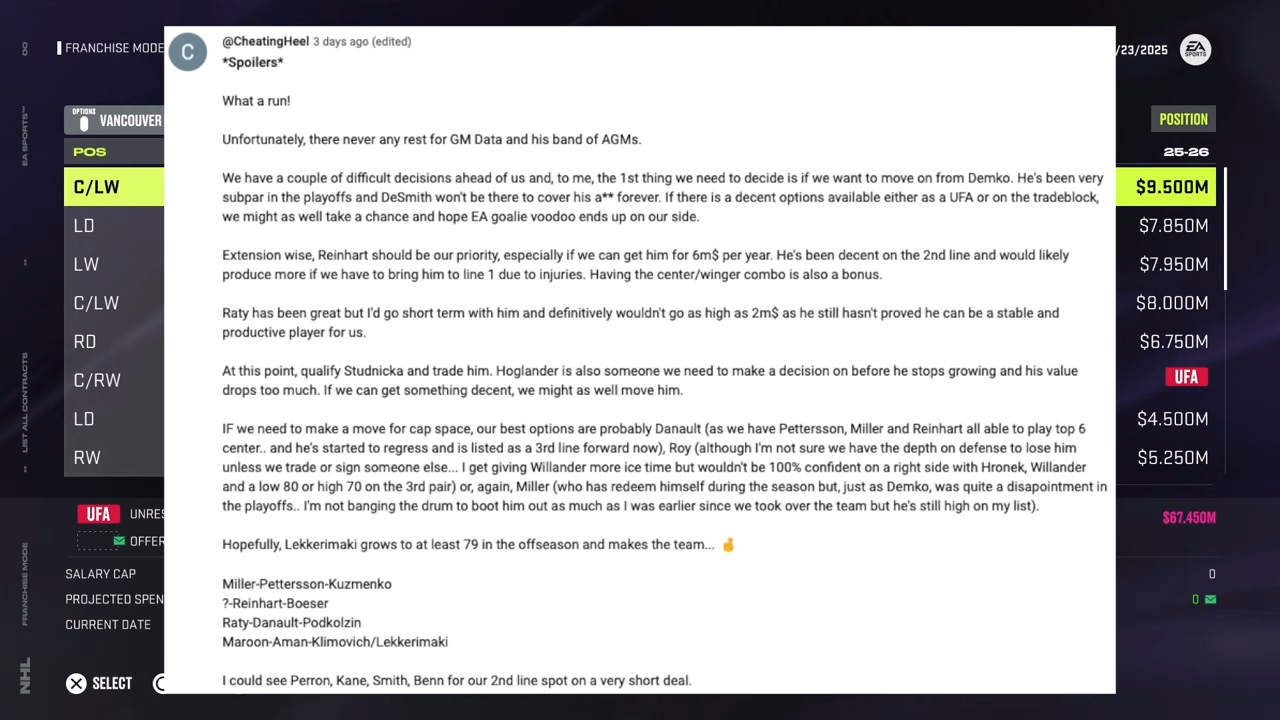 @CheatingHeel 3 days ago (edited)
C
*Spoilers*
What a run!
Unfortunately, there never any rest for GM Data and his band of AGMs.
We have a couple of difficult decisions ahead of us and, to me, the 1st thing we need to decide is if we want to move on from Demko. He's been very
subpar in the playoffs and DeSmith won't be there to cover his a** forever. If there is a decent options available either as a UFA or on the tradeblock,
we might as well take a chance and hope EA goalie voodoo ends up on our side.
Extension wise, Reinhart should be our priority, especially if we can get him for 6m$ per year. He's been decent on the 2nd line and would likely
produce more if we have to bring him to line 1 due to injuries. Having the center/winger combo is also a bonus.
Raty has been great but I'd go short term with him and definitively wouldn't go as high as 2m$ as he still hasn't proved he can be a stable and
productive player for us.
At this point, qualify Studnicka and trade him. Hoglander is also someone we need to make a decision on before he stops growing and his value
drops too much. If we can get something decent, we might as well move him.
IF we need to make a move for cap space, our best options are probably Danault (as we have Pettersson, Miller and Reinhart all able to play top 6
center.. and he's started to regress and is listed as a 3rd line forward now), Roy (although I'm not sure we have the depth on defense to lose him
unless we trade or sign someone else... I get giving Willander more ice time but wouldn't be 100% confident on a right side with Hronek, Willander
and a low 80 or high 70 on the 3rd pair) or, again, Miller (who has redeem himself during the season but, just as Demko, was quite a disapointment in
the playoffs.. I'm not banging the drum to boot him out as much as I was earlier since we took over the team but he's still high on my list).
Hopefully, Lekkerimaki grows to at least 79 in the offseason and makes the team...
Miller-Pettersson-Kuzmenko
?-Reinhart-Boeser
Raty-Danault-Podkolzin
Maroon-Aman-Klimovich/Lekkerimaki
I could see Perron, Kane, Smith, Benn for our 2nd line spot on a very short deal.
FRANCHISE MODE
OPTIONS
VANCOUVER
POS
C/LW
LD
LW
C/LW
RD
C/RW
LD
RW
UFA UNRES
OFFER
SALARY CAP
PROJECTED SPEN
CURRENT DATE
SELECT
/23/2025
EA SPORTS
POSITION
25-26
$9.500M
$7.850M
$7.950M
$8.000M
$6.750M
UFA
$4.500M
$5.250M
$67.450M
0
0
EA SPORTS™
LIST ALL CONTRACTS
FRANCHISE MODE
NHL